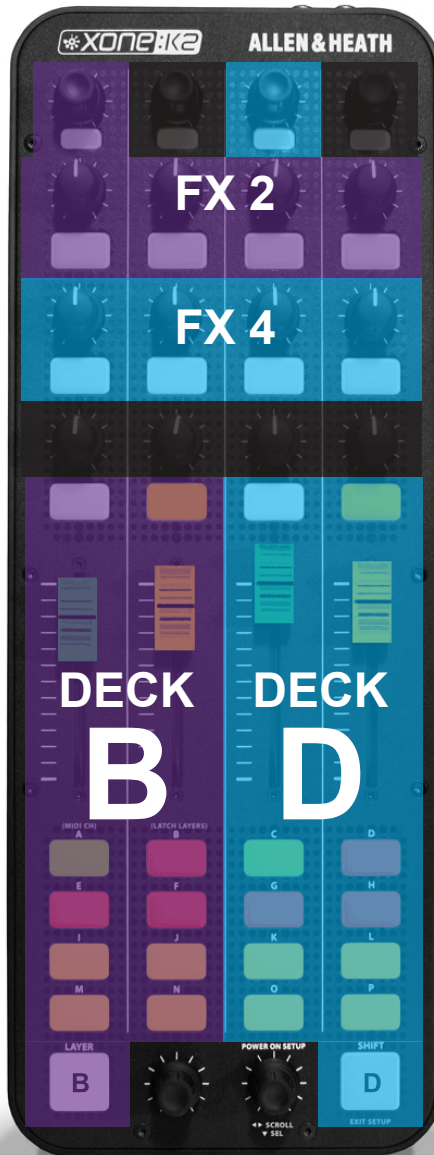 XONE:K2 ALLEN&HEATH
FX 2
FX 4
DECK DECK
B D
(MIDI CH) (LATCH LAYERS)
A B C D
E F G H
I J K L
M N O P
LAYER POWER ON SETUP SHIFT
B D
◄► SCROLL
▼ SEL
EXIT SETUP